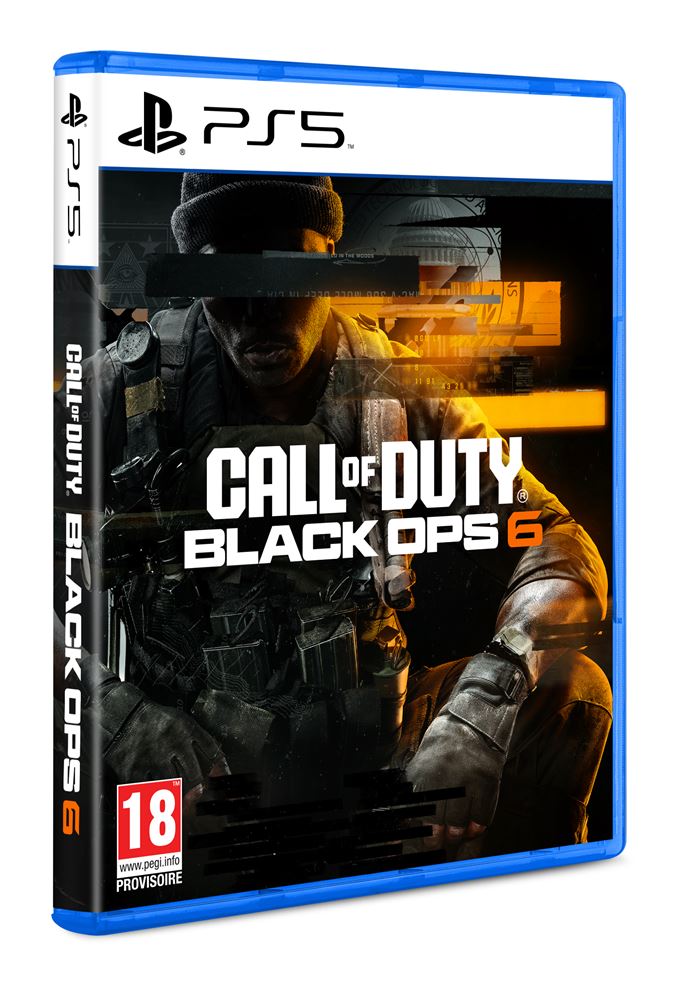 PS5
PS5
CALL OF DUTY
BLACK OPS 6
CALL OF DUTY®
BLACK OPS 6
18
www.pegi.info
PROVISOIRE